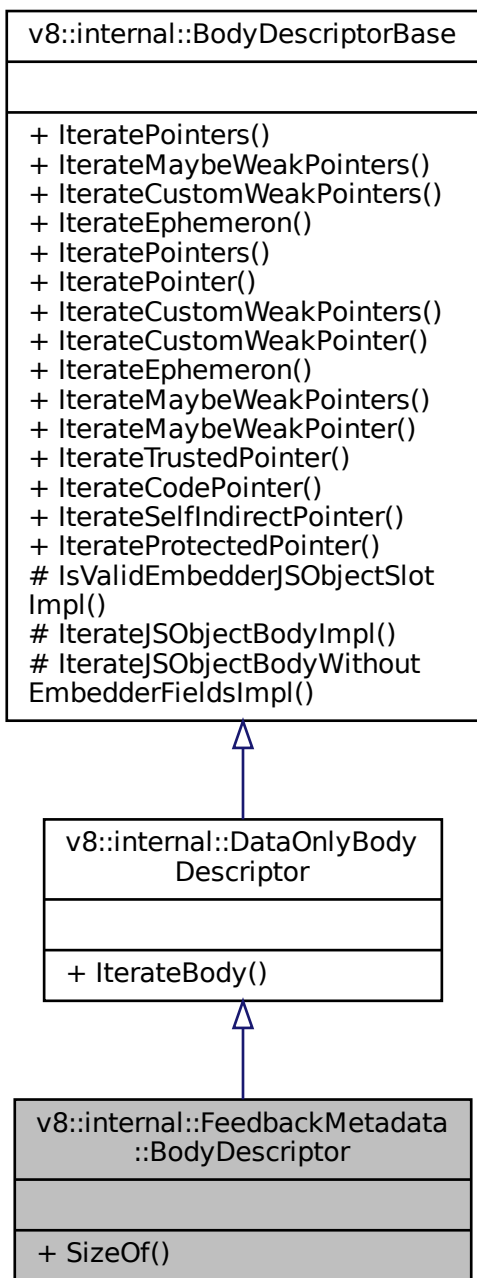 v8::internal::BodyDescriptorBase
+ IteratePointers()
+ IterateMaybeWeakPointers()
+ IterateCustomWeakPointers()
+ IterateEphemeron()
+ IteratePointers()
+ IteratePointer()
+ IterateCustomWeakPointers()
+ IterateCustomWeakPointer()
+ IterateEphemeron()
+ IterateMaybeWeakPointers()
+ IterateMaybeWeakPointer()
+ IterateTrustedPointer()
+ IterateCodePointer()
+ IterateSelfIndirectPointer()
+ IterateProtectedPointer()
# IsValidEmbedderJSObjectSlot
Impl()
# IterateJSObjectBodyImpl()
# IterateJSObjectBodyWithout
EmbedderFieldsImpl()
v8::internal::DataOnlyBody
Descriptor
+ IterateBody()
v8::internal::FeedbackMetadata
::BodyDescriptor
+ SizeOf()